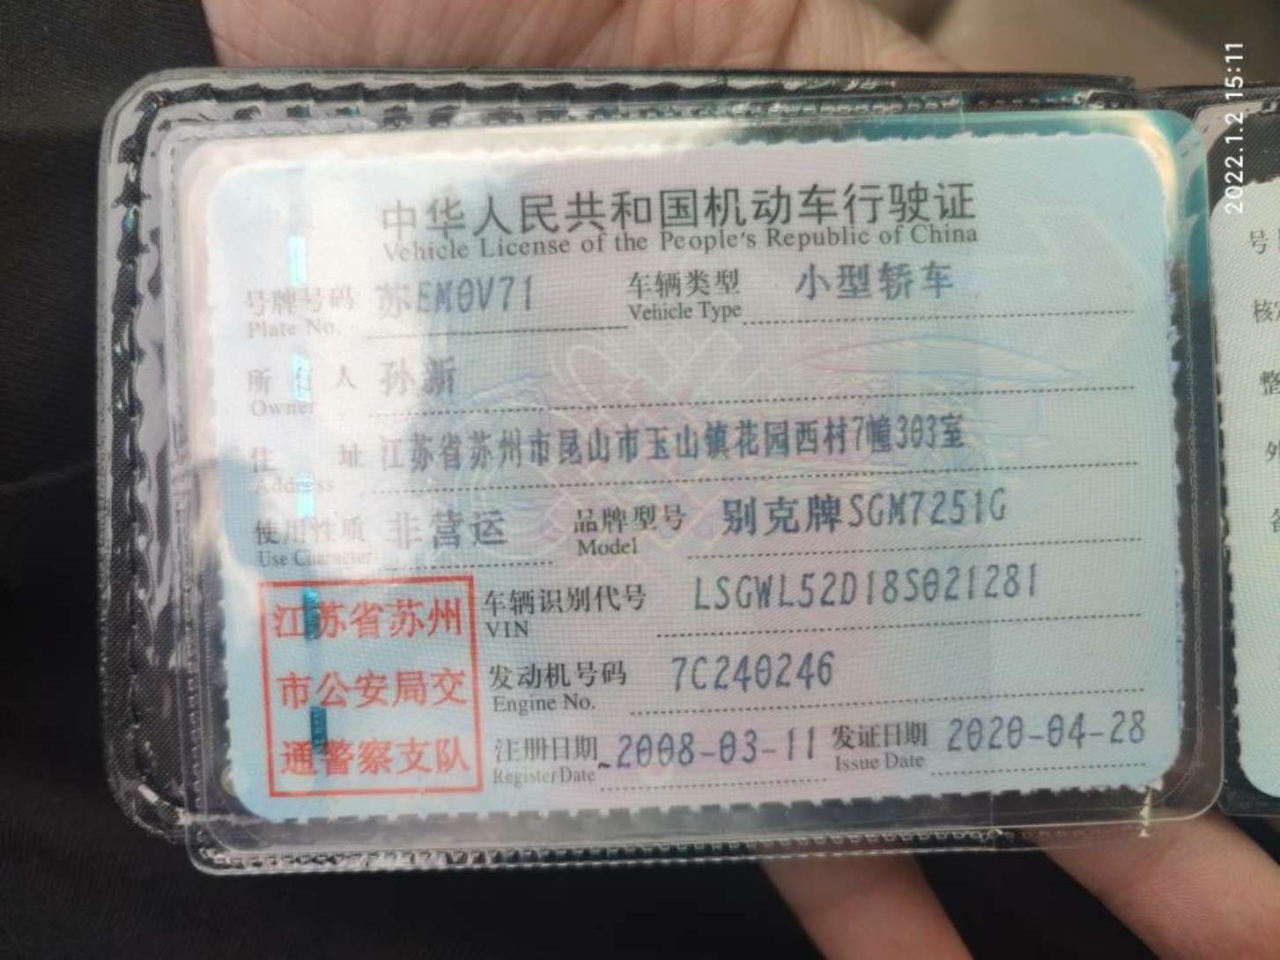 中华人民共和国机动车行驶证
Vehicle License of the People's Republic of China
号牌号码 苏EM0V71 车辆类型 小型轿车
Plate No. Vehicle Type
所有人 孙新
Owner
住址 江苏省苏州市昆山市玉山镇花园西村7幢303室
Address
使用性质 非营运 品牌型号 别克牌SGM7251G
Use Character Model
江苏省苏州
市公安局交
通警察支队
车辆识别代号 LSGWL52D18S021281
VIN
发动机号码 7C240246
Engine No.
注册日期 2008-03-11 发证日期 2020-04-28
Register Date Issue Date
2022.1.2 15:11
号
核
整
外